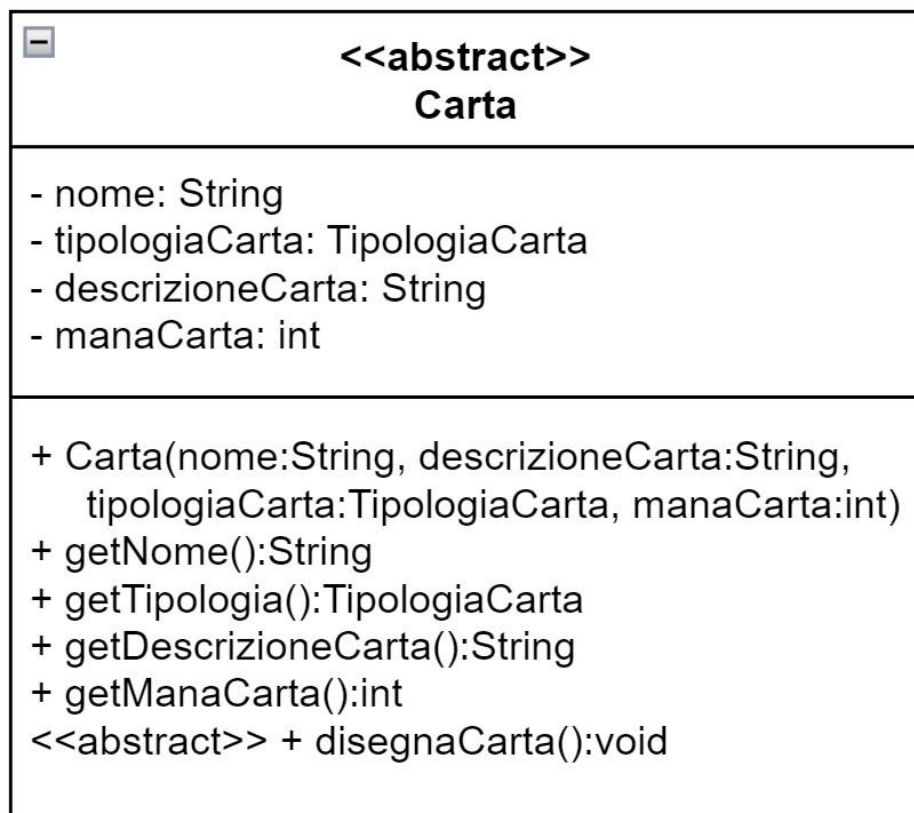 <<abstract>>
Carta
- nome: String
- tipologiaCarta: TipologiaCarta
- descrizioneCarta: String
- manaCarta: int
+ Carta(nome:String, descrizioneCarta:String,
tipologiaCarta:TipologiaCarta, manaCarta:int)
+ getNome():String
+ getTipologia():TipologiaCarta
+ getDescrizioneCarta():String
+ getManaCarta():int
<<abstract>> + disegnaCarta():void